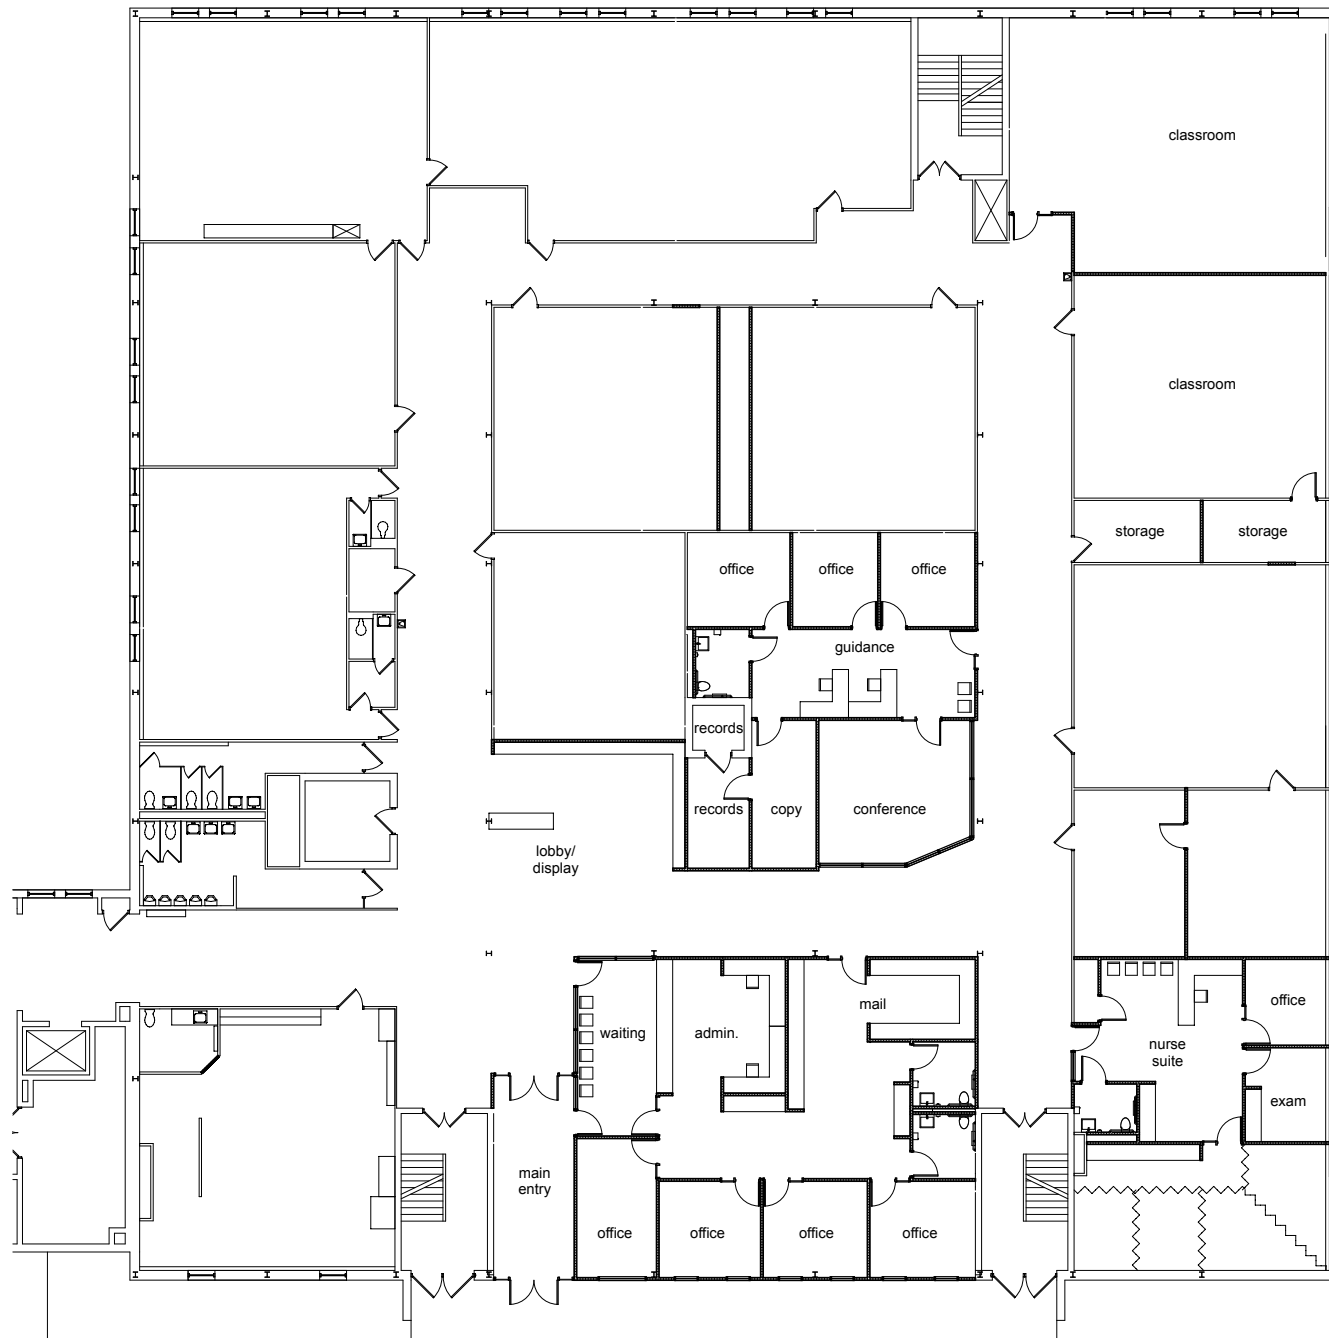 classroom
classroom
storage
storage
office
office
office
guidance
records
records
copy
conference
lobby/
display
mail
waiting
admin.
nurse
suite
office
exam
main
entry
office
office
office
office